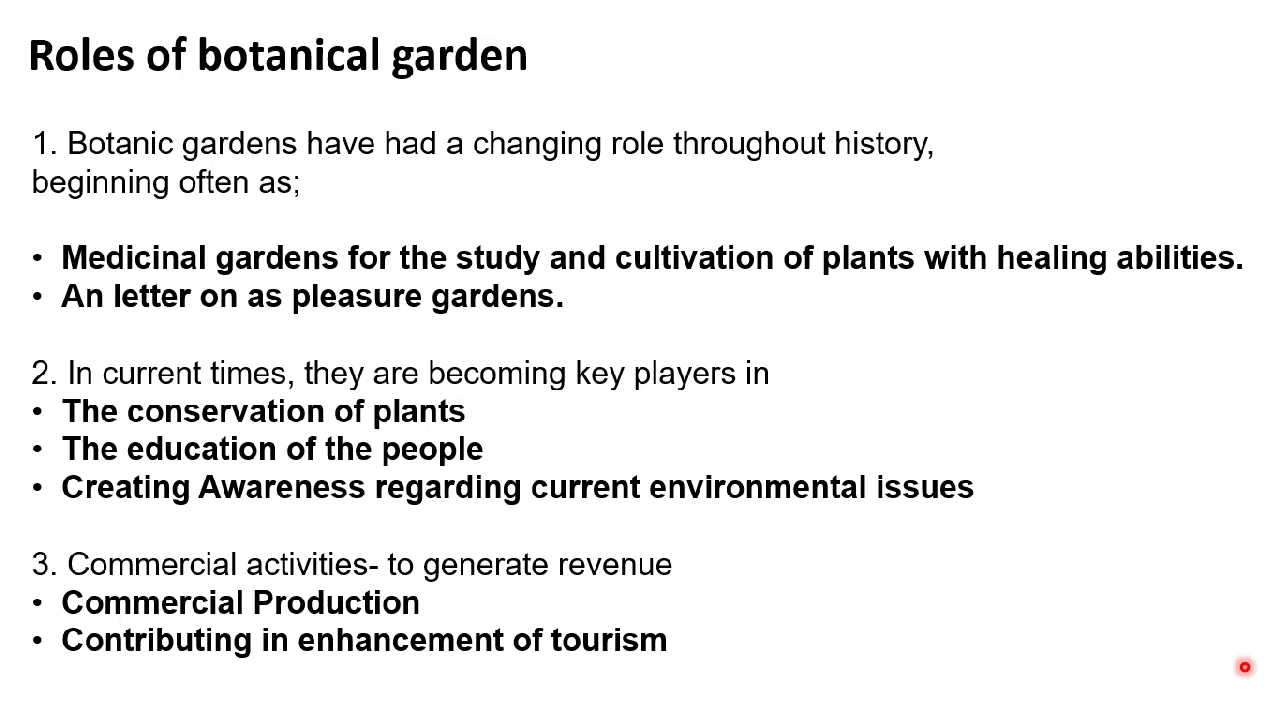 Roles of botanical garden
1. Botanic gardens have had a changing role throughout history,
beginning often as;
• Medicinal gardens for the study and cultivation of plants with healing abilities.
• An letter on as pleasure gardens.
2. In current times, they are becoming key players in
• The conservation of plants
• The education of the people
• Creating Awareness regarding current environmental issues
3. Commercial activities- to generate revenue
• Commercial Production
• Contributing in enhancement of tourism